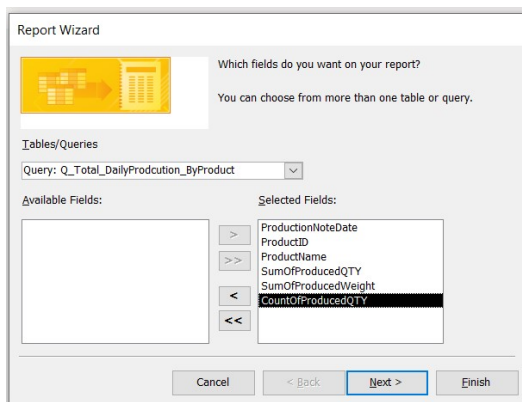 Report Wizard
Which fields do you want on your report?
You can choose from more than one table or query.
Tables/Queries
Query: Q_Total_DailyProdcution_ByProduct
Available Fields:
Selected Fields:
ProductionNoteDate
ProductID
ProductName
SumOfProducedQTY
SumOfProducedWeight
CountOfProducedQTY
>
>>
<
<<
Cancel
< Back
Next >
Finish